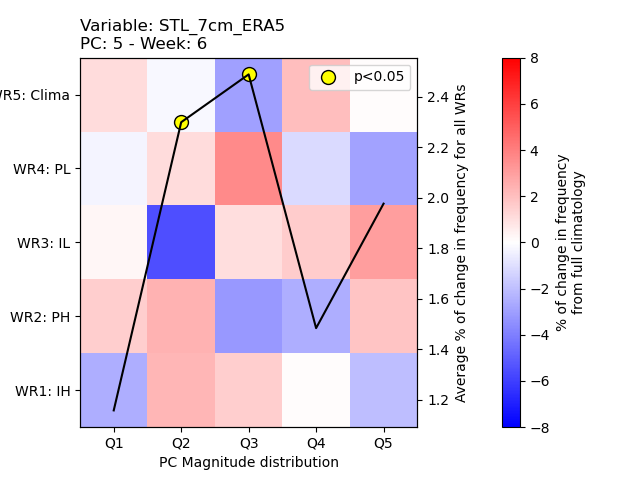 Variable: STL_7cm_ERA5
PC: 5 - Week: 6
WR5: Clima
WR4: PL
WR3: IL
WR2: PH
WR1: IH
Q1 Q2 Q3 Q4 Q5
PC Magnitude distribution
p<0.05
2.4
2.2
2.0
1.8
1.6
1.4
1.2
Average % of change in frequency for all WRs
8
6
4
2
0
−2
−4
−6
−8
% of change in frequency
from full climatology